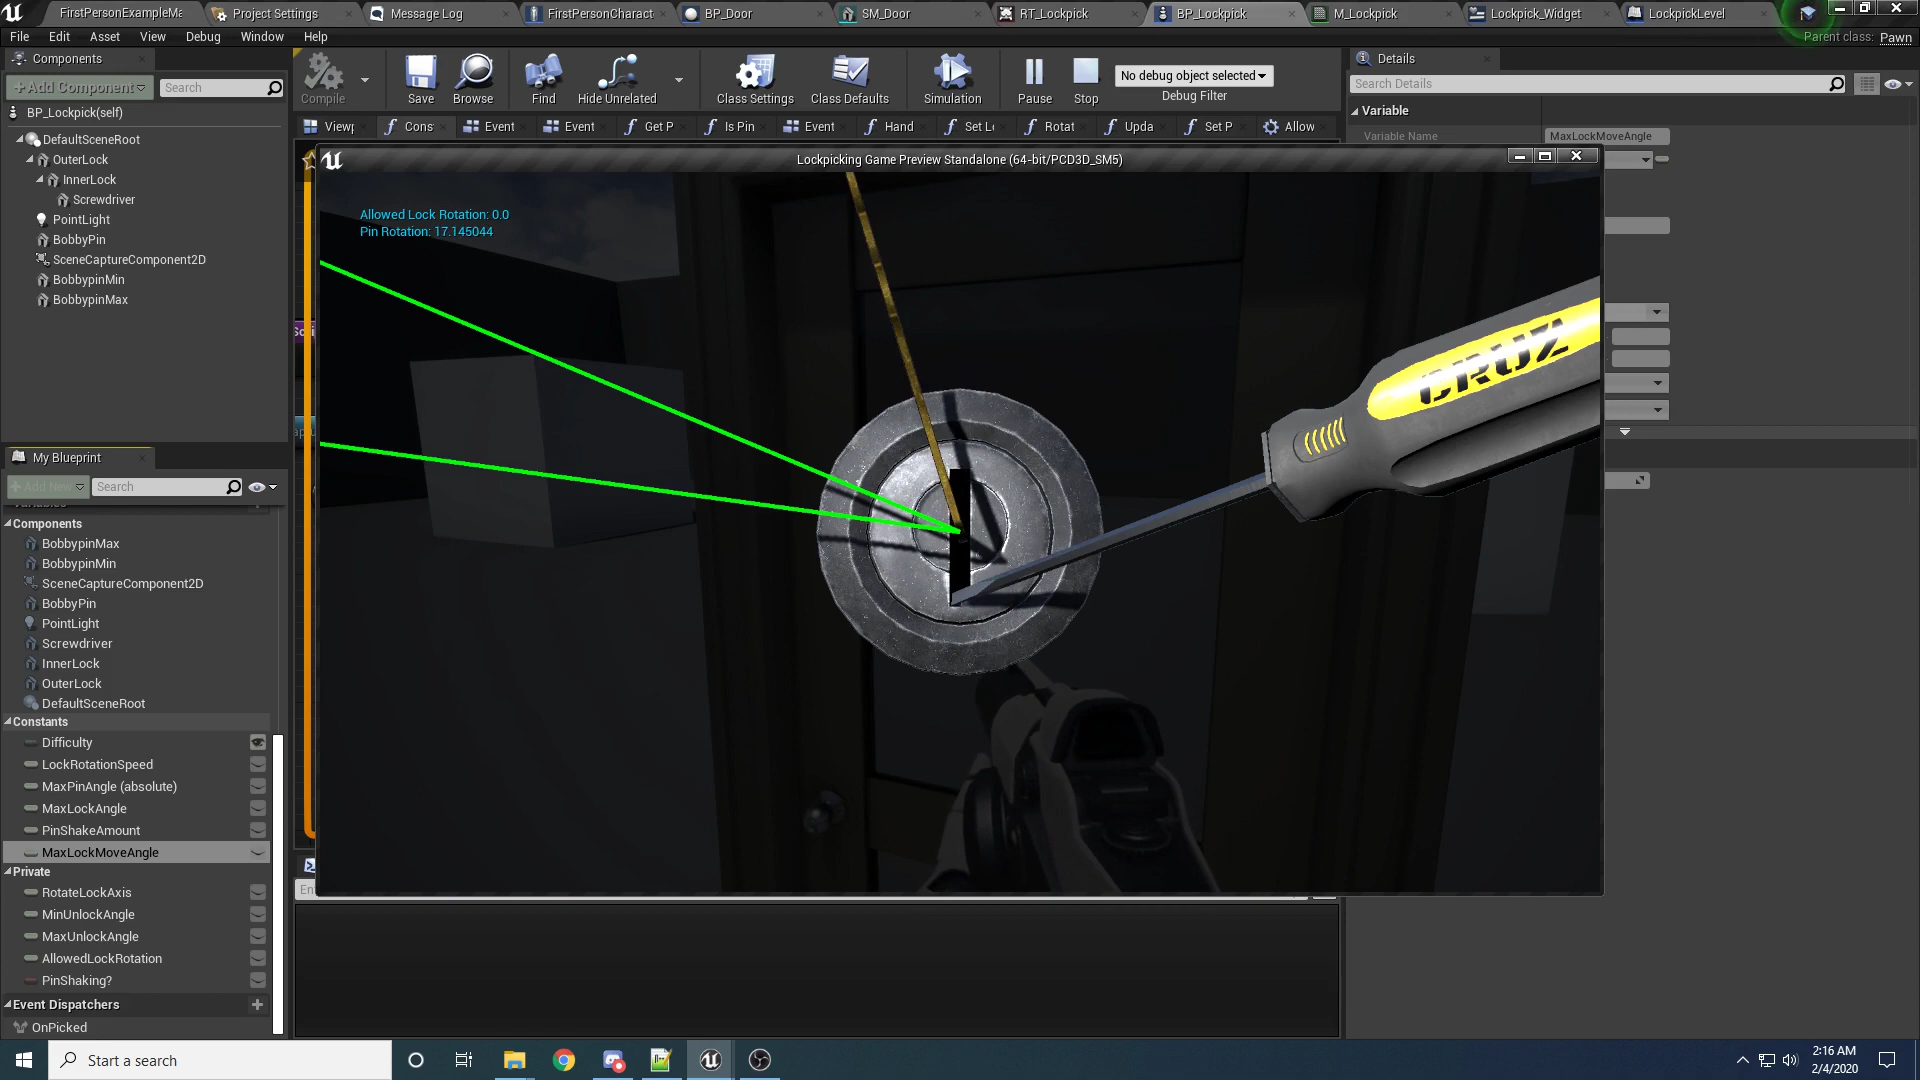 FirstPersonExampleMa
Project Settings
Message Log
FirstPersonCharact
BP_Door
SM_Door
RT_Lockpick
BP_Lockpick
M_Lockpick
Lockpick_Widget
LockpickLevel
File Edit Asset View Debug Window Help
Parent class: Pawn
Components
+Add Component
Search
BP_Lockpick(self)
DefaultSceneRoot
OuterLock
InnerLock
Screwdriver
PointLight
BobbyPin
SceneCaptureComponent2D
BobbypinMin
BobbypinMax
Compile
Save
Browse
Find
Hide Unrelated
Class Settings
Class Defaults
Simulation
Pause
Stop
No debug object selected
Debug Filter
Viewp
Cons
Event
Event
Get P
Is Pin
Event
Hand
Set L
Rotat
Upda
Set P
Allow
Details
Search Details
Variable
Variable Name
MaxLockMoveAngle
Lockpicking Game Preview Standalone (64-bit/PCD3D_SM5)
Allowed Lock Rotation: 0.0
Pin Rotation: 17.145044
CRUZ
My Blueprint
+Add New
Search
Variables
Components
BobbypinMax
BobbypinMin
SceneCaptureComponent2D
BobbyPin
PointLight
Screwdriver
InnerLock
OuterLock
DefaultSceneRoot
Constants
Difficulty
LockRotationSpeed
MaxPinAngle (absolute)
MaxLockAngle
PinShakeAmount
MaxLockMoveAngle
Private
RotateLockAxis
MinUnlockAngle
MaxUnlockAngle
AllowedLockRotation
PinShaking?
Event Dispatchers
OnPicked
En
Start a search
2:16 AM
2/4/2020